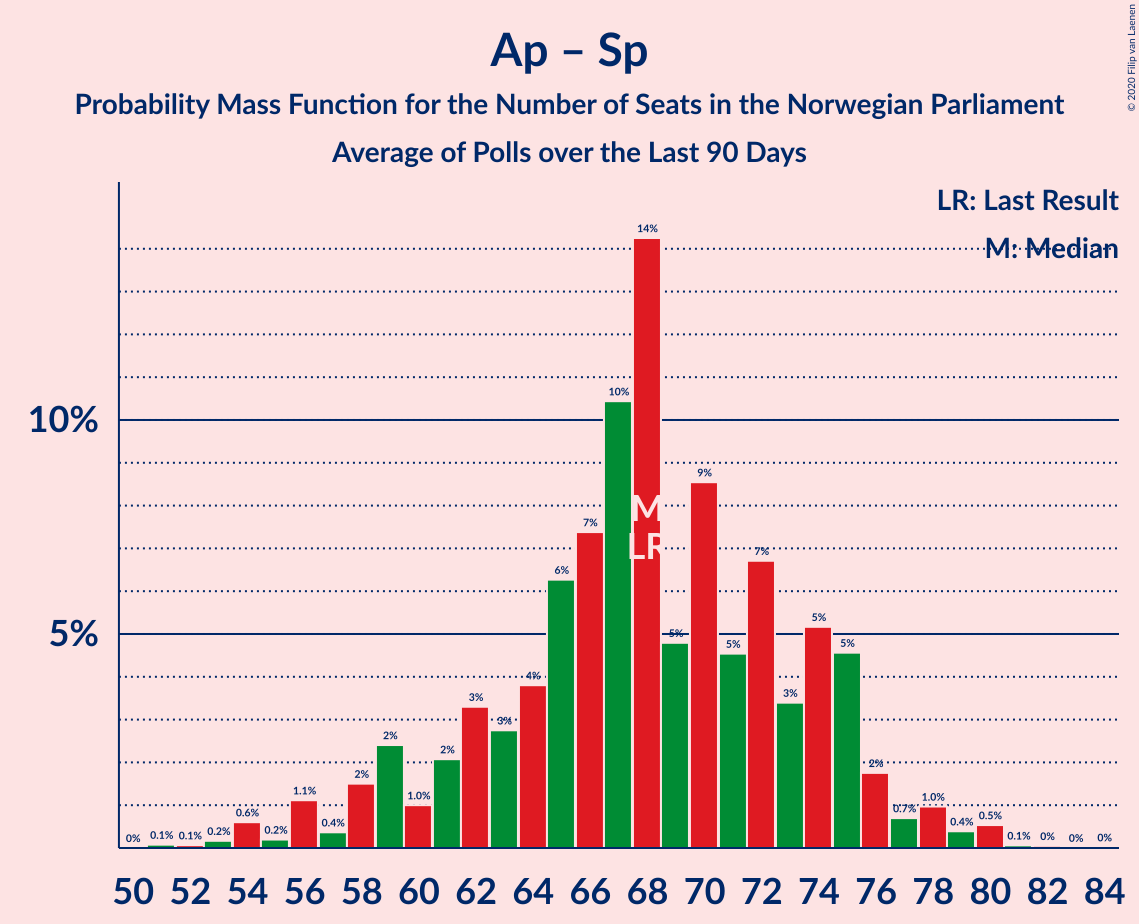 Ap – Sp
Probability Mass Function for the Number of Seats in the Norwegian Parliament
Average of Polls over the Last 90 Days
© 2020 Filip van Laenen
LR: Last Result
M: Median
10%
5%
0% 0.1% 0.1% 0.2% 0.6% 0.2% 1.1% 0.4% 2% 2% 1.0% 2% 3% 3% 4% 6% 7% 10% 14% 5% 9% 5% 7% 3% 5% 5% 2% 0.7% 1.0% 0.4% 0.5% 0.1% 0% 0% 0%
M
LR
50 52 54 56 58 60 62 64 66 68 70 72 74 76 78 80 82 84